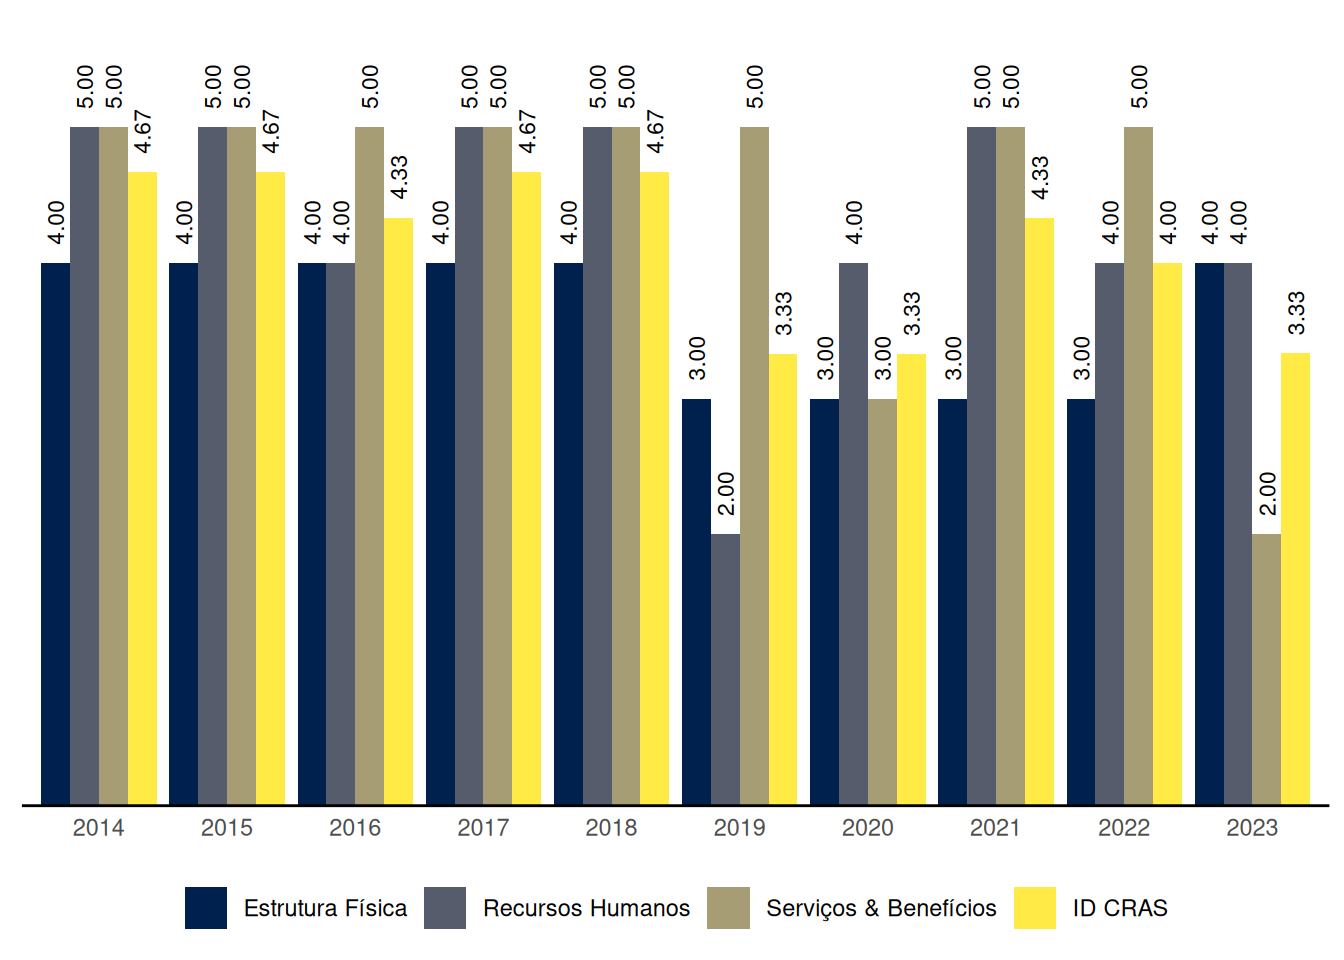 4.00 5.00 5.00 4.67
4.00 5.00 5.00 4.67
4.00 4.00 5.00 4.33
4.00 5.00 5.00 4.67
4.00 5.00 5.00 4.67
3.00 2.00 5.00 3.33
3.00 4.00 3.00 3.33
3.00 5.00 5.00 4.33
3.00 4.00 5.00 4.00
4.00 4.00 2.00 3.33
2014 2015 2016 2017 2018 2019 2020 2021 2022 2023
Estrutura Física Recursos Humanos Serviços & Benefícios ID CRAS